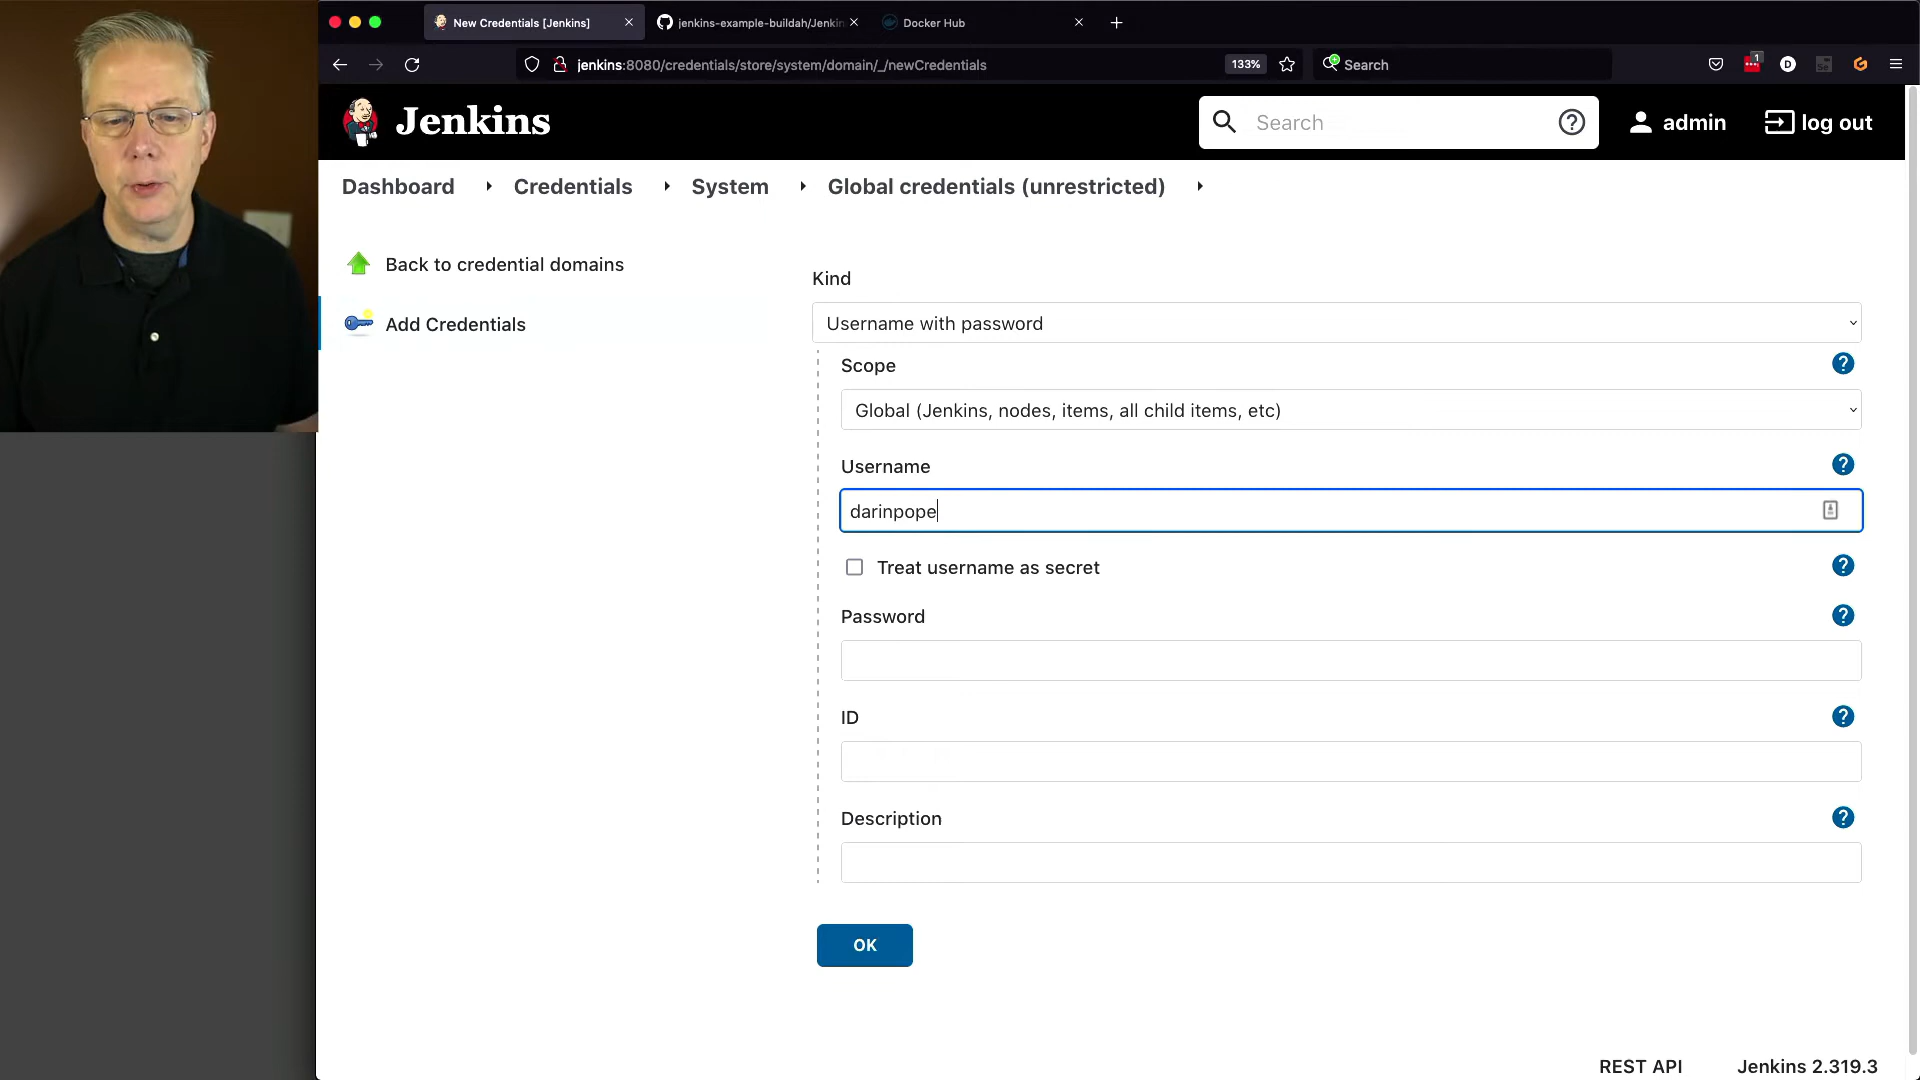 New Credentials [Jenkins]
jenkins-example-buildah/Jenkin
Docker Hub
jenkins:8080/credentials/store/system/domain/_/newCredentials
133%
Search
1
D
Jenkins
Search
admin
log out
Dashboard
Credentials
System
Global credentials (unrestricted)
Back to credential domains
Add Credentials
Kind
Username with password
Scope
Global (Jenkins, nodes, items, all child items, etc)
Username
darinpope
Treat username as secret
Password
ID
Description
OK
REST API
Jenkins 2.319.3